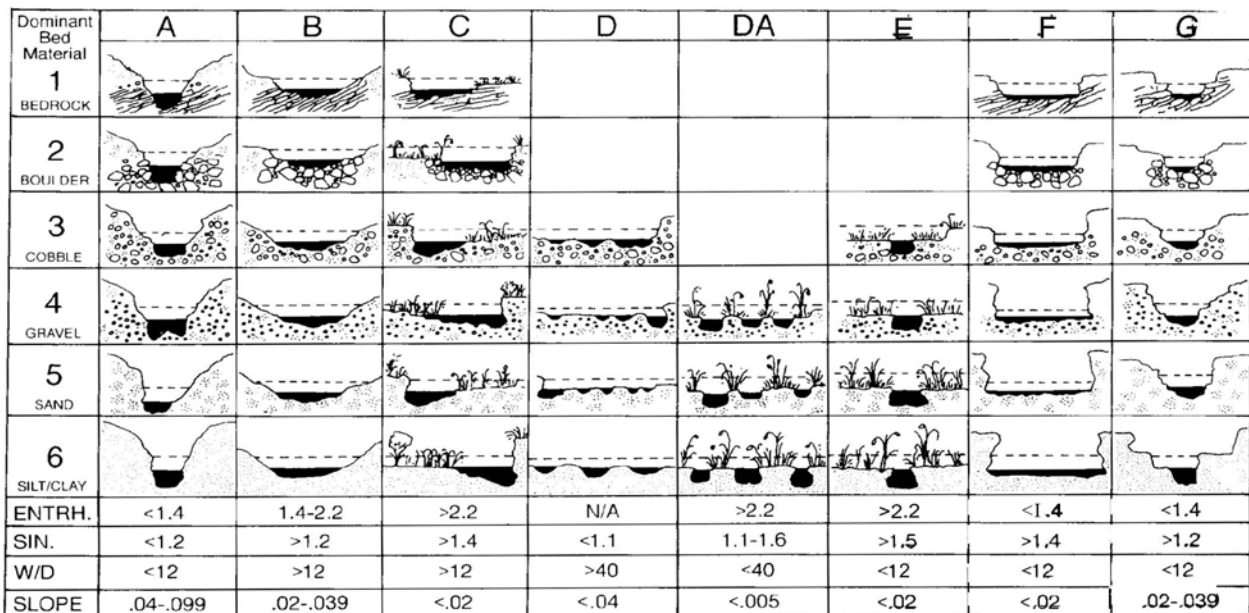 Dominant Bed Material A B C D DA E F G
1 BEDROCK
2 BOULDER
3 COBBLE
4 GRAVEL
5 SAND
6 SILT/CLAY
ENTRH. <1.4 1.4-2.2 >2.2 N/A >2.2 >2.2 <1.4 <1.4
SIN. <1.2 >1.2 >1.4 <1.1 1.1-1.6 >1.5 >1.4 >1.2
W/D <12 >12 >12 >40 <40 <12 <12 <12
SLOPE .04-.099 .02-.039 <.02 <.04 <.005 <.02 <.02 .02-.039